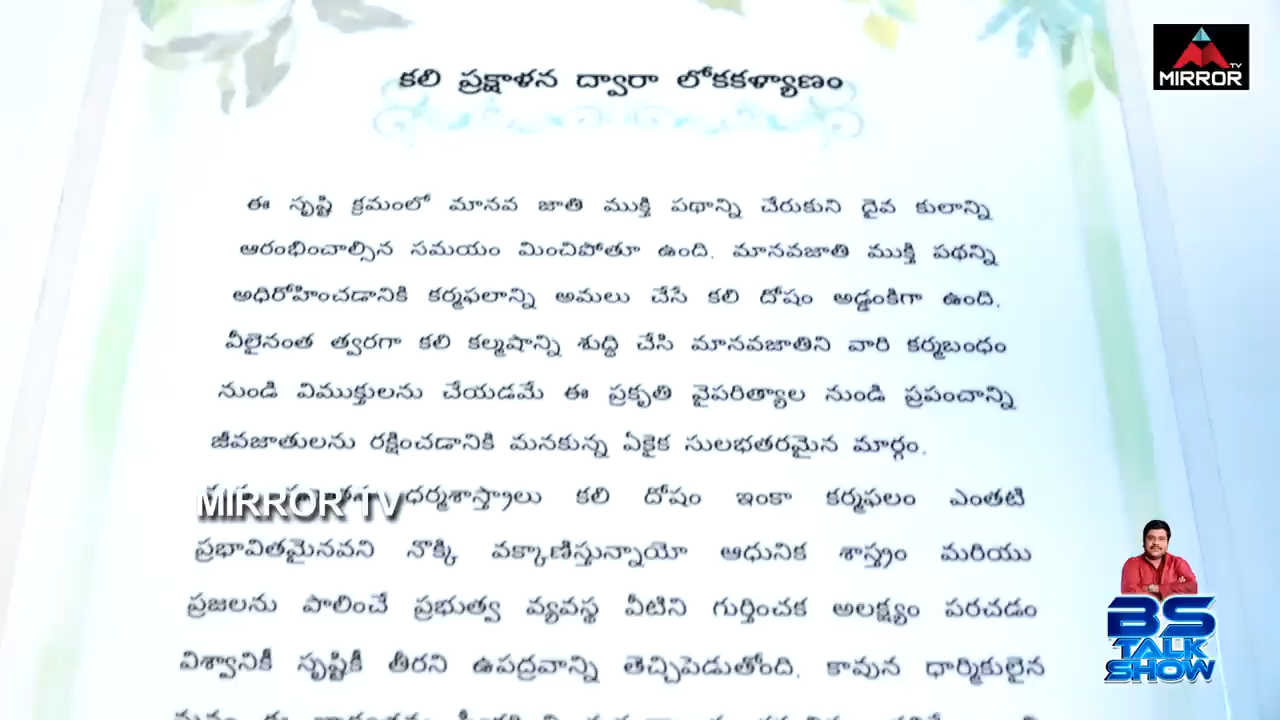 కలి ప్రక్షాళన ద్వారా లోకకళ్యాణం
MIRROR TV
ఈ సృష్టి క్రమంలో మానవ జాతి ముక్తి పథాన్ని చేరుకుని దైవ కులాన్ని
ఆరంభించాల్సిన సమయం మించిపోతూ ఉంది. మానవజాతి ముక్తి పథన్ని
అధిరోహించడానికి కర్మఫలాన్ని అమలు చేసే కలి దోషం అడ్డంకిగా ఉంది.
వీలైనంత త్వరగా కలి కల్మషాన్ని శుద్ధి చేసి మానవజాతిని వారి కర్మబంధం
నుండి విముక్తులను చేయడమే ఈ ప్రకృతి వైపరిత్యాల నుండి ప్రపంచాన్ని
జీవజాతులను రక్షించడానికి మనకున్న ఏకైక సులభతరమైన మార్గం.
MIRROR TV
ధర్మశాస్త్రాలు కలి దోషం ఇంకా కర్మఫలం ఎంతటి
ప్రభావితమైనవని నొక్కి వక్కాణిస్తున్నాయో ఆధునిక శాస్త్రం మరియు
ప్రజలను పాలించే ప్రభుత్వ వ్యవస్థ వీటిని గుర్తించక అలక్ష్యం పరచడం
విశ్వానికీ సృష్టికీ తీరని ఉపద్రవాన్ని తెచ్చిపెడుతోంది. కావున ధార్మికులైన
BS
TALK
SHOW